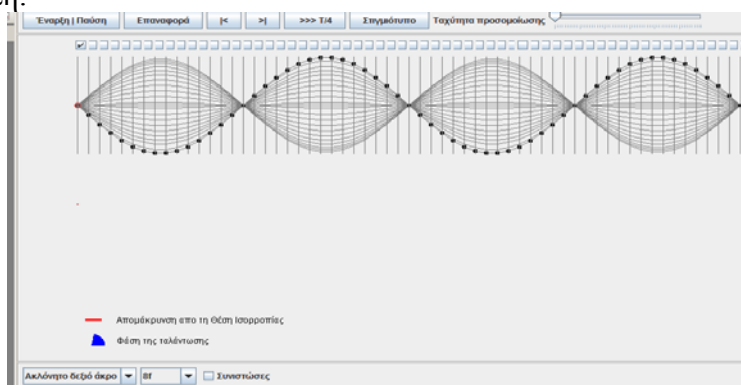 Έναρξη | Παύση Επαναφορά |< >| >>> T/4 Στιγμιότυπο Ταχύτητα προσομοίωσης
Απομάκρυνση απο τη Θέση Ισορροπίας
Φάση της ταλάντωσης
Ακλόνητο δεξιό άκρο 8f Συνιστώσες